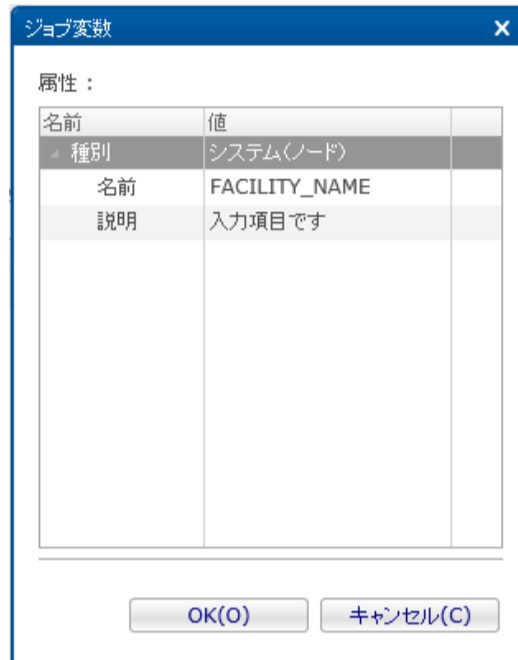 ジョブ変数
属性：
名前 値
種別 システム(ノード)
名前 FACILITY_NAME
説明 入力項目です
OK(O) キャンセル(C)